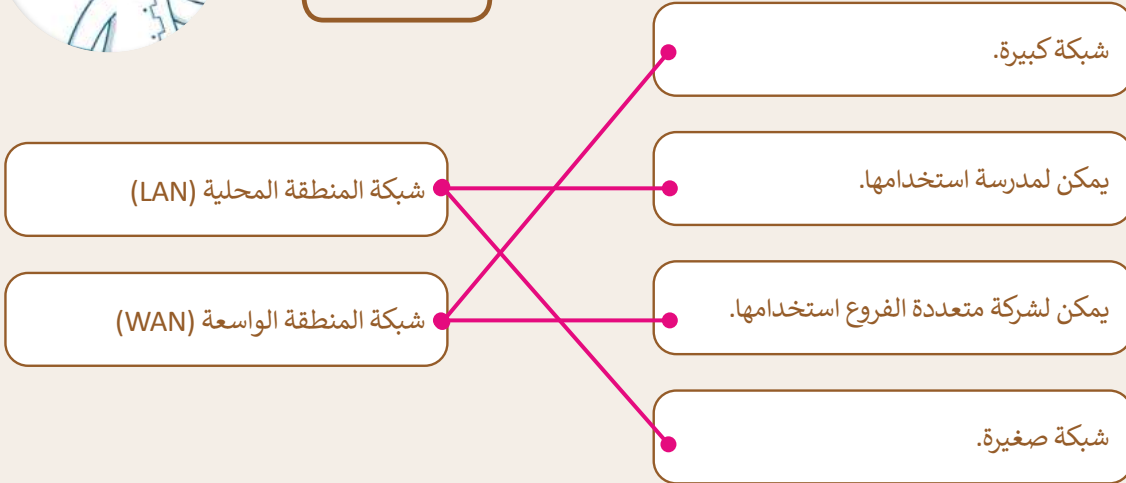 شبكة كبيرة.
يمكن لمدرسة استخدامها.
شبكة المنطقة المحلية (LAN)
يمكن لشركة متعددة الفروع استخدامها.
شبكة المنطقة الواسعة (WAN)
شبكة صغيرة.